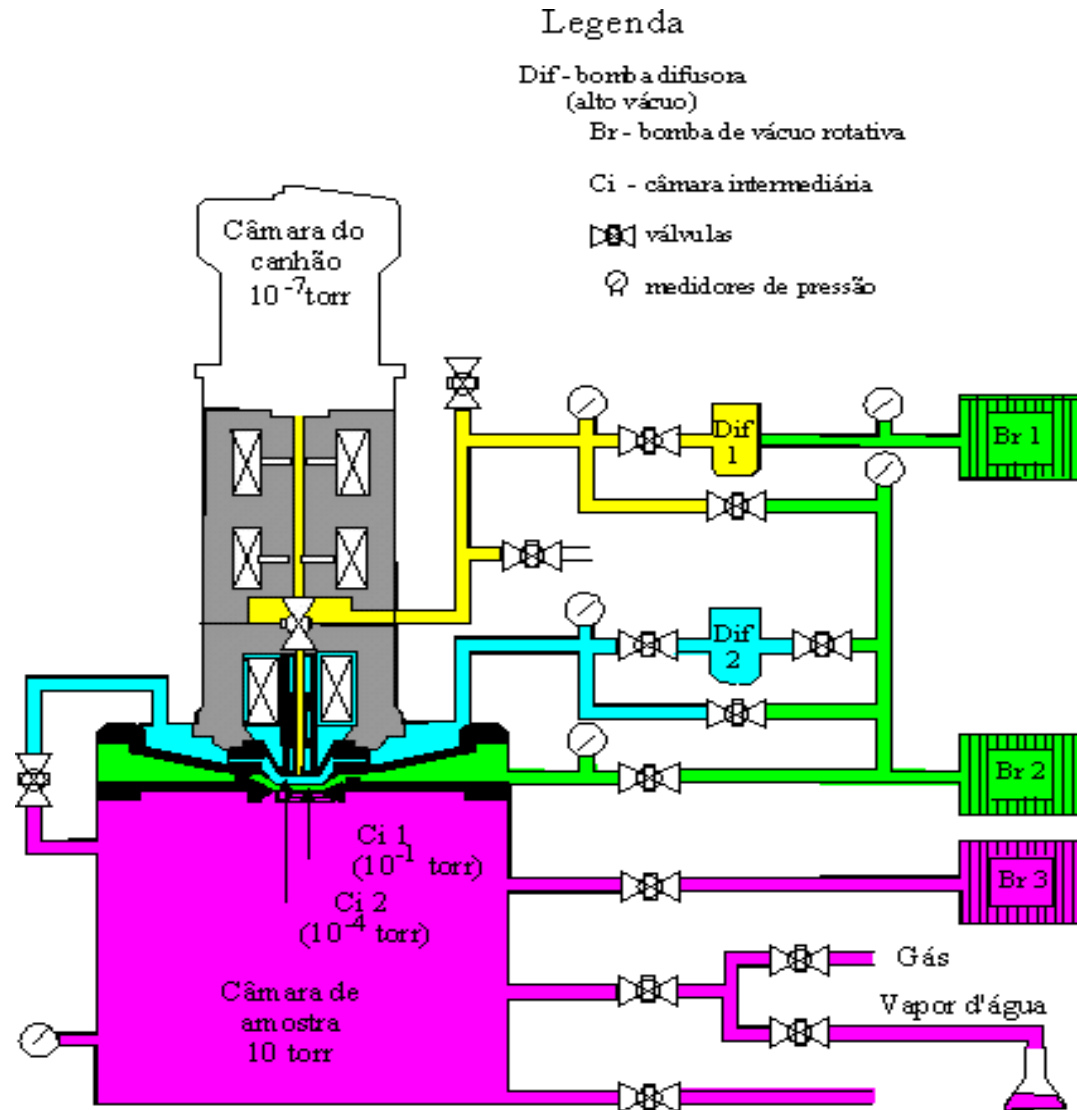 Legenda
Dif - bomba difusora
(alto vácuo)
Br - bomba de vácuo rotativa
Ci - câmara intermediária
válvulas
medidores de pressão
Câmara do
canhão
10⁻⁷ torr
Dif
1
Br 1
Dif
2
Br 2
Ci 1
(10⁻¹ torr)
Ci 2
(10⁻⁴ torr)
Br 3
Câmara de
amostra
10 torr
Gás
Vapor d'água